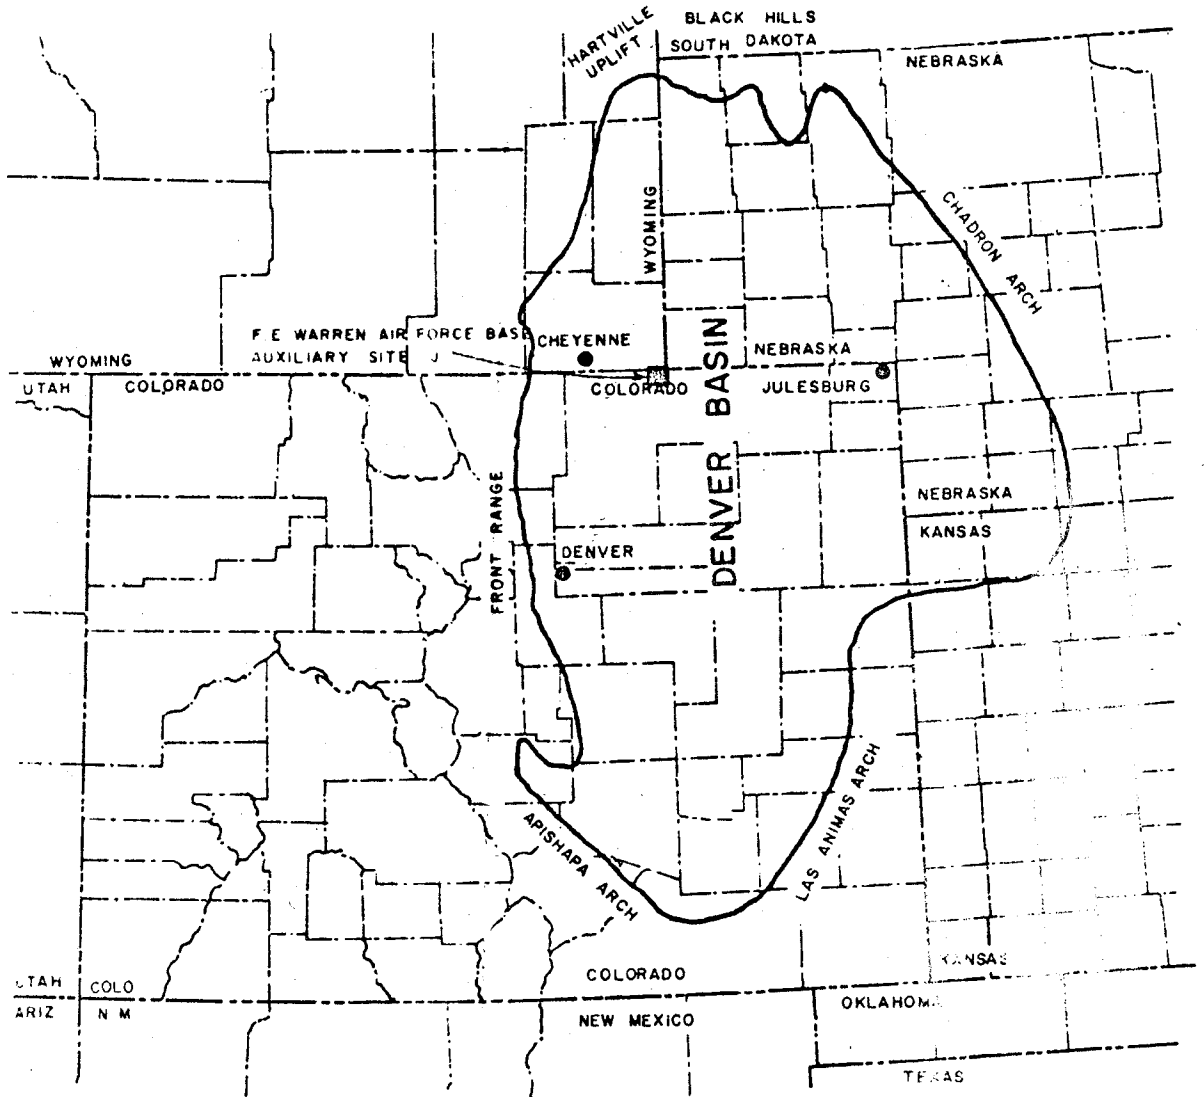 BLACK HILLS
HARTVILLE
UPLIFT
SOUTH DAKOTA
NEBRASKA
WYOMING
CHADRON ARCH
F E WARREN AIR FORCE BASE
AUXILIARY SITE J
CHEYENNE
WYOMING
NEBRASKA
UTAH
COLORADO
COLORADO
JULESBURG
DENVER BASIN
FRONT RANGE
NEBRASKA
KANSAS
DENVER
LAS ANIMAS ARCH
APISHAPA ARCH
KANSAS
UTAH
COLO
COLORADO
ARIZ
N M
NEW MEXICO
OKLAHOMA
TEXAS